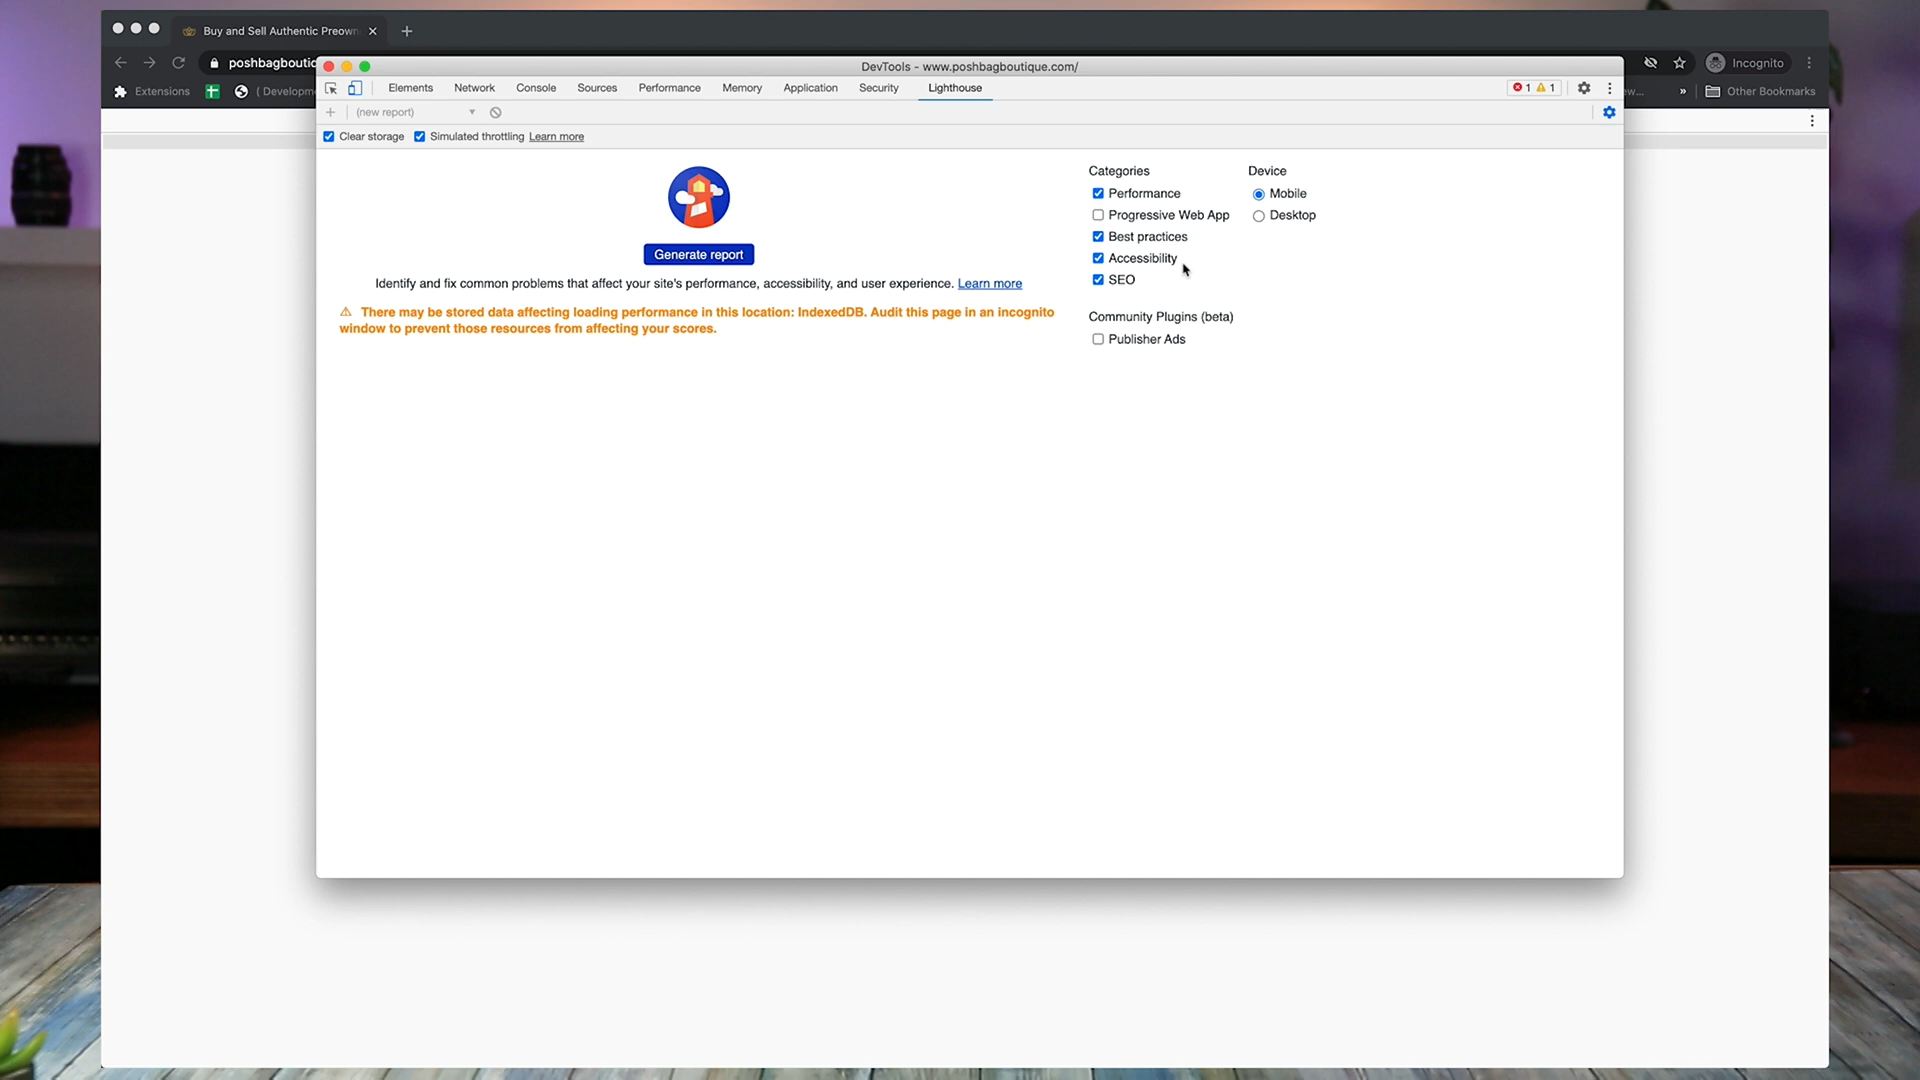 Buy and Sell Authentic Preown
poshbagboutiq
Incognito
Extensions
( Developm
ew...
»
Other Bookmarks
DevTools - www.poshbagboutique.com/
Elements Network Console Sources Performance Memory Application Security Lighthouse
1 1
(new report)
Clear storage Simulated throttling Learn more
Generate report
Identify and fix common problems that affect your site's performance, accessibility, and user experience. Learn more
There may be stored data affecting loading performance in this location: IndexedDB. Audit this page in an incognito
window to prevent those resources from affecting your scores.
Categories
Performance
Progressive Web App
Best practices
Accessibility
SEO
Community Plugins (beta)
Publisher Ads
Device
Mobile
Desktop